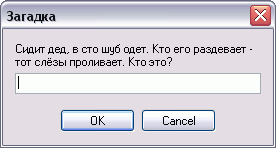 Загадка
Сидит дед, в сто шуб одет. Кто его раздевает -
тот слёзы проливает. Кто это?
OK
Cancel